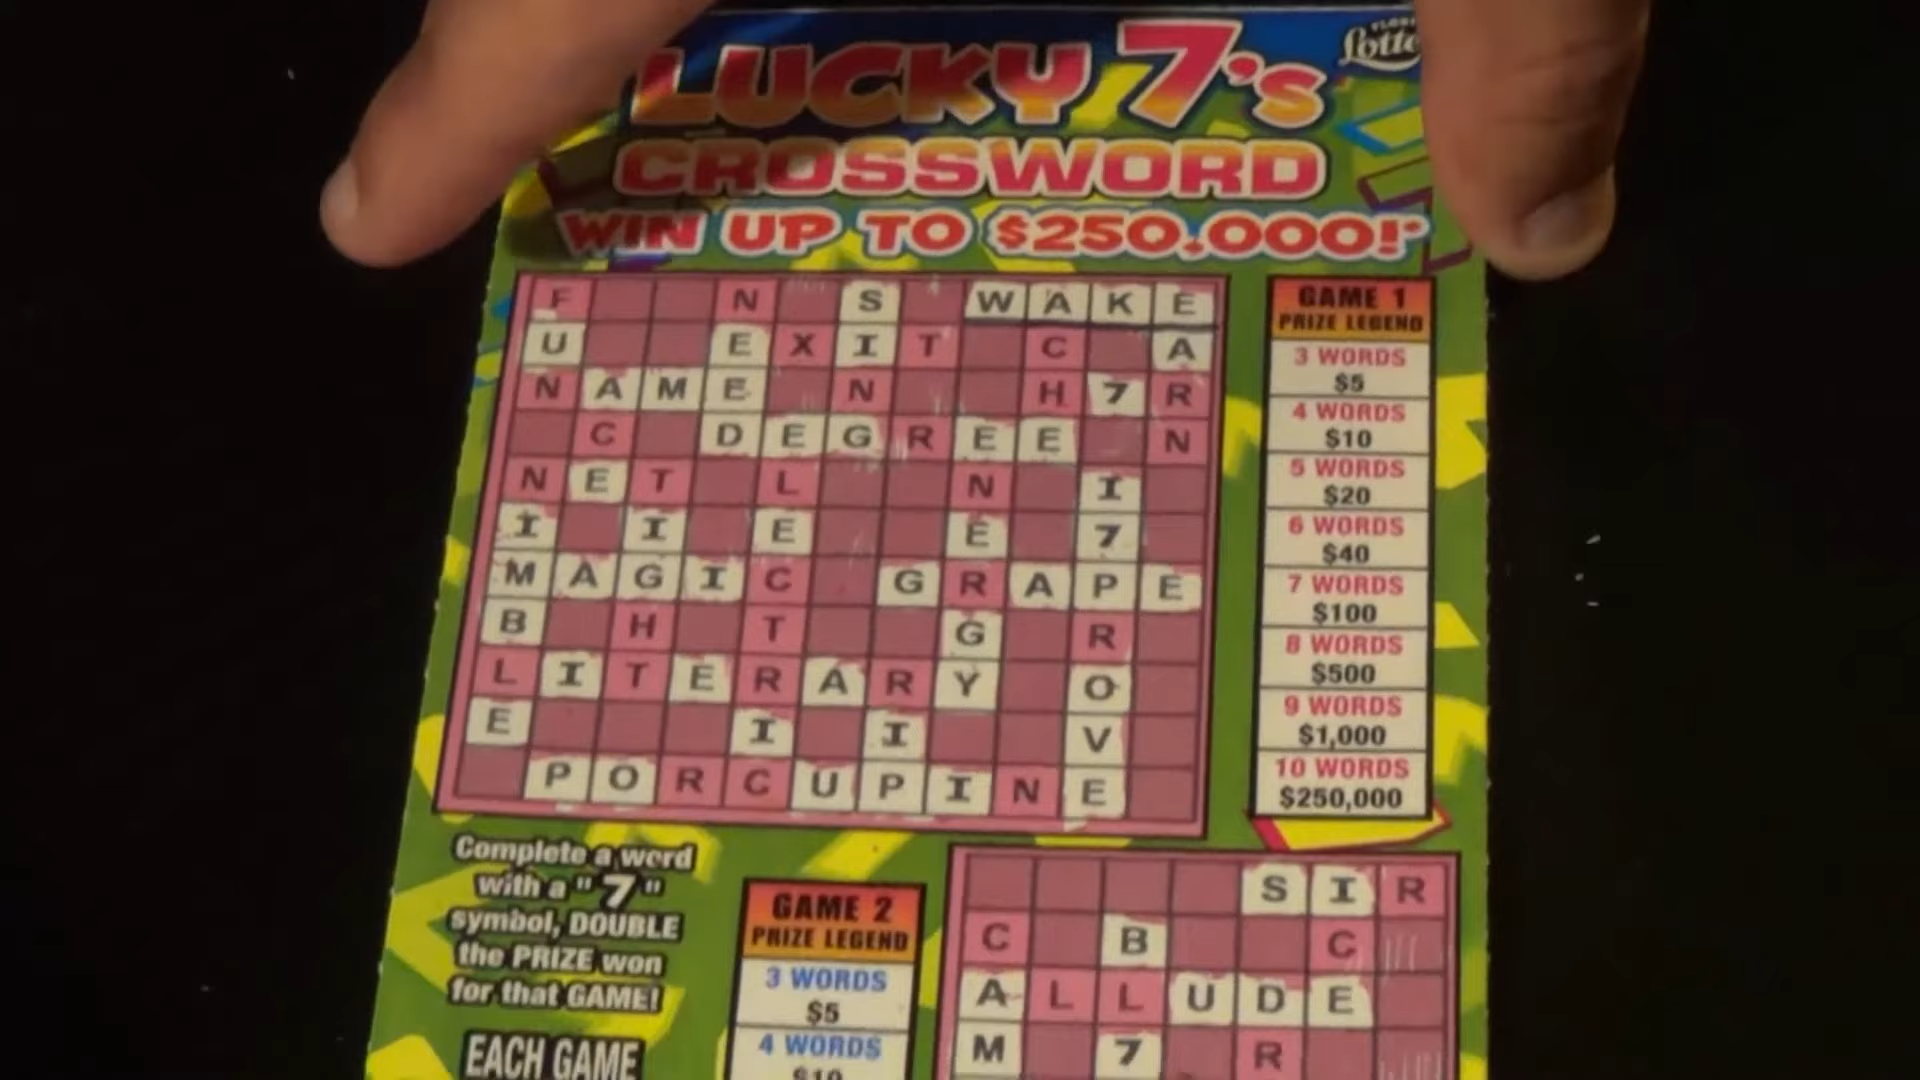 LUCKY 7's
Lotte
CROSSWORD
WIN UP TO $250,000!*
F N S W A K E
U E X I T C A
N A M E N H 7 R
C D E G R E E N
N E T L N I
I I E E 7
M A G I C G R A P E
B H T G R
L I T E R A R Y O
E I I V
P O R C U P I N E
GAME 1
PRIZE LEGEND
3 WORDS
$5
4 WORDS
$10
5 WORDS
$20
6 WORDS
$40
7 WORDS
$100
8 WORDS
$500
9 WORDS
$1,000
10 WORDS
$250,000
Complete a word
with a "7"
symbol, DOUBLE
the PRIZE won
for that GAME!
EACH GAME
GAME 2
PRIZE LEGEND
3 WORDS
$5
4 WORDS
$10
S I R
C B C
A L L U D E
M 7 R